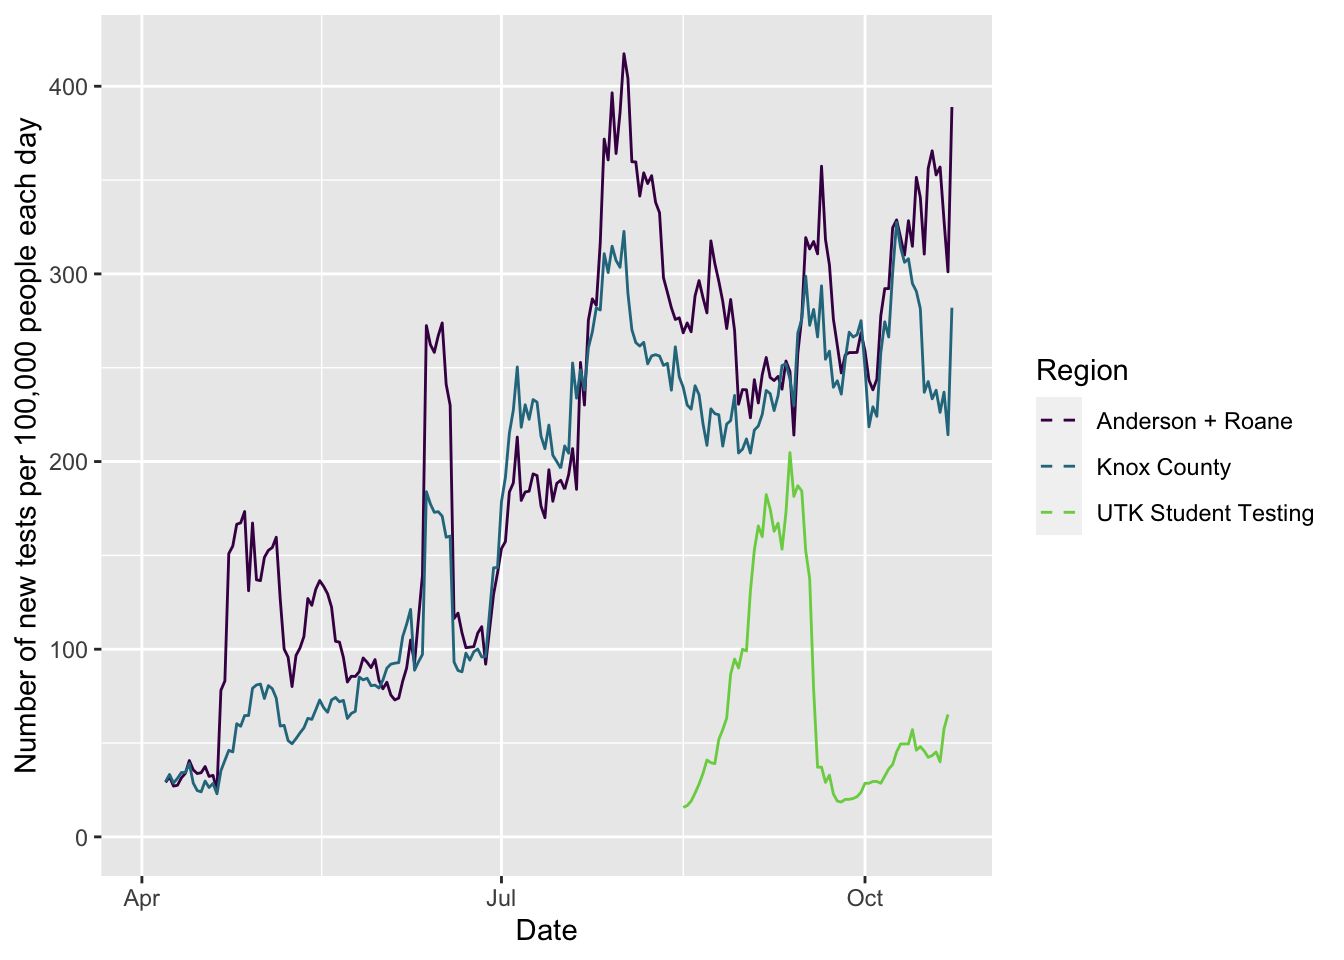 Number of new tests per 100,000 people each day
400
300
200
100
0
Apr
Jul
Oct
Date
Region
Anderson + Roane
Knox County
UTK Student Testing